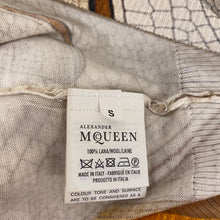 S
ALEXANDER
McQUEEN
100% LANA/WOOL/LAINE
MADE IN ITALY - FABRIQUÉ EN ITALIE
PRODOTTO IN ITALIA
COLOUR TONE AND SURFACE
ARE TO BE CONSIDERED AS A